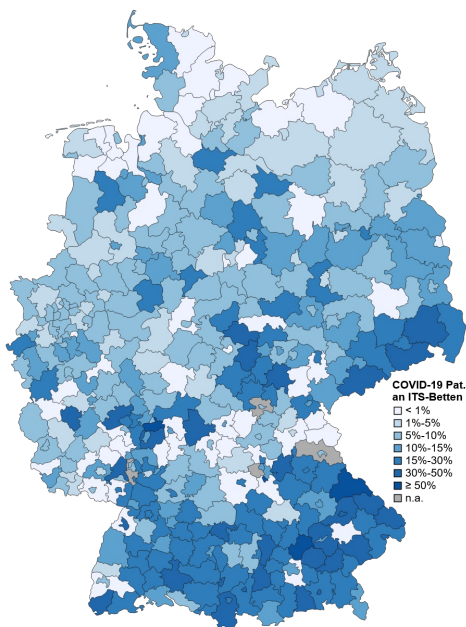 COVID-19 Pat.
an ITS-Betten
< 1%
1%-5%
5%-10%
10%-15%
15%-30%
30%-50%
≥ 50%
n.a.